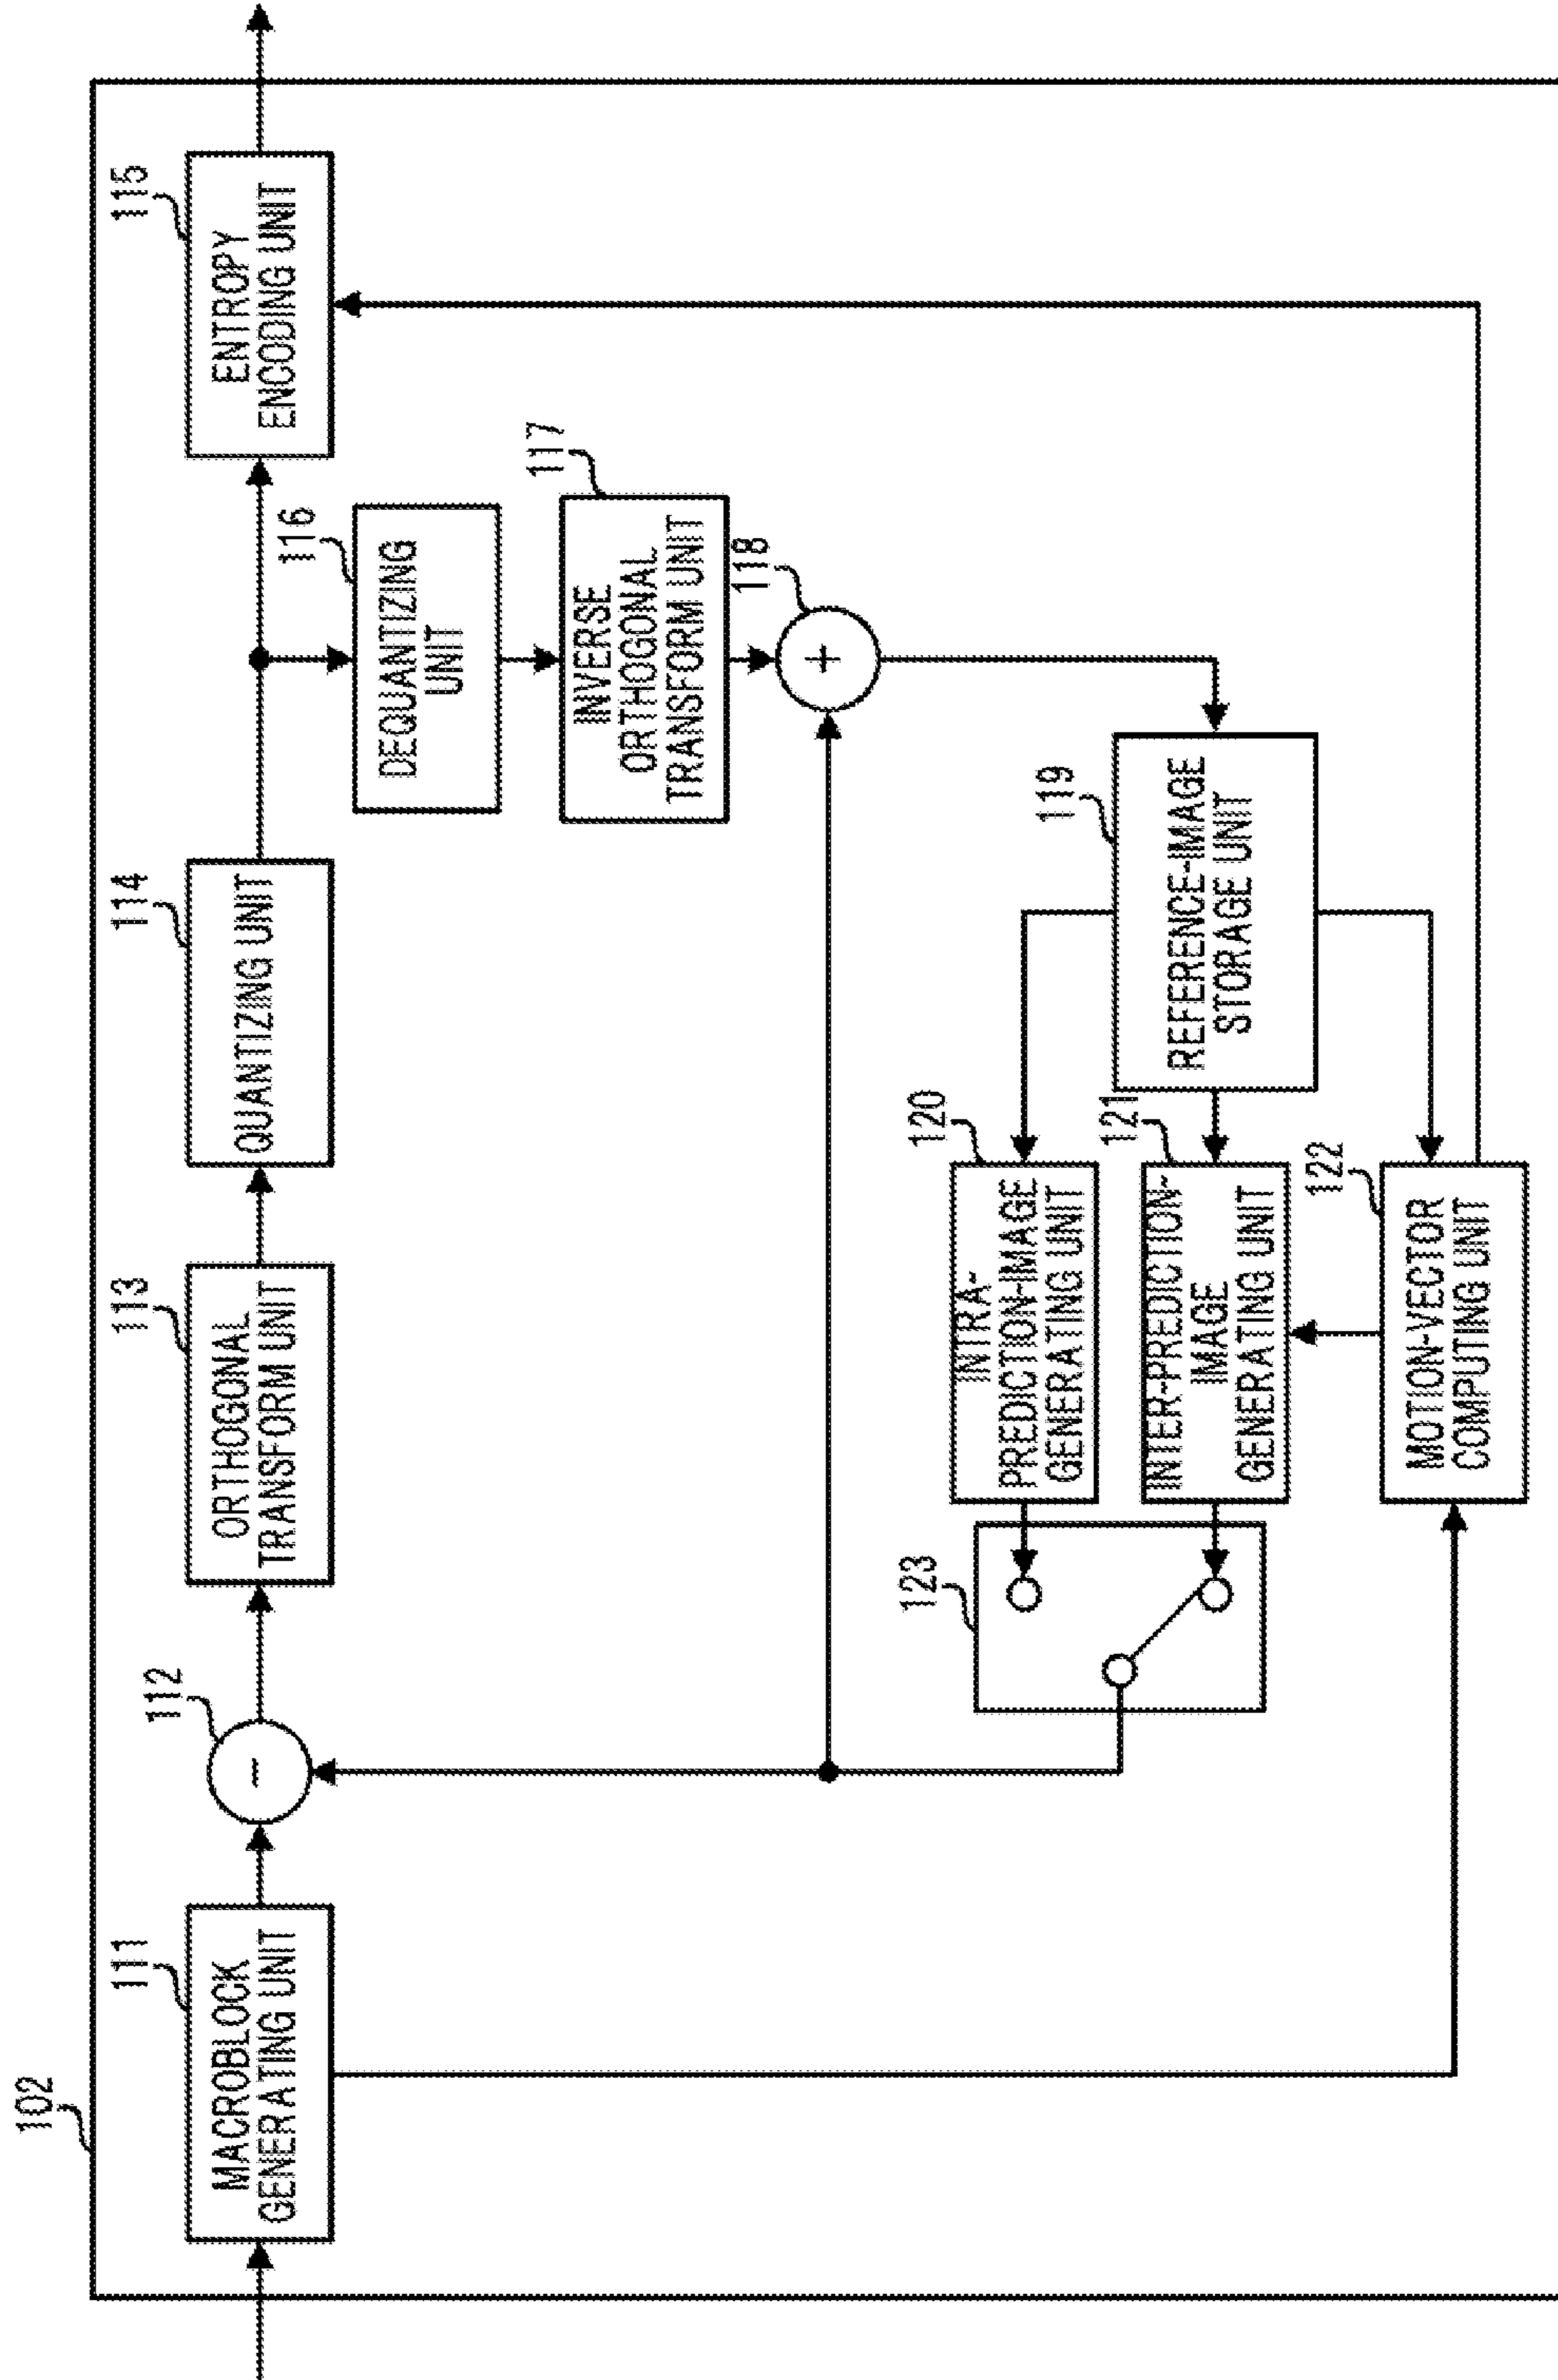 102
111
MACROBLOCK
GENERATING UNIT
112
-
113
ORTHOGONAL
TRANSFORM UNIT
114
QUANTIZING UNIT
115
ENTROPY
ENCODING UNIT
116
DEQUANTIZING
UNIT
117
INVERSE
ORTHOGONAL
TRANSFORM UNIT
118
+
119
REFERENCE-IMAGE
STORAGE UNIT
120
INTRA-
PREDICTION-IMAGE
GENERATING UNIT
121
INTER-PREDICTION-
IMAGE
GENERATING UNIT
122
MOTION-VECTOR
COMPUTING UNIT
123